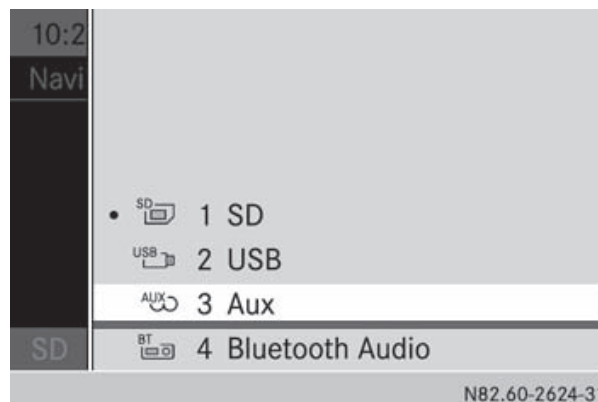 10:2
Navi
SD 1 SD
USB 2 USB
AUX 3 Aux
SD
BT 4 Bluetooth Audio
N82.60-2624-3